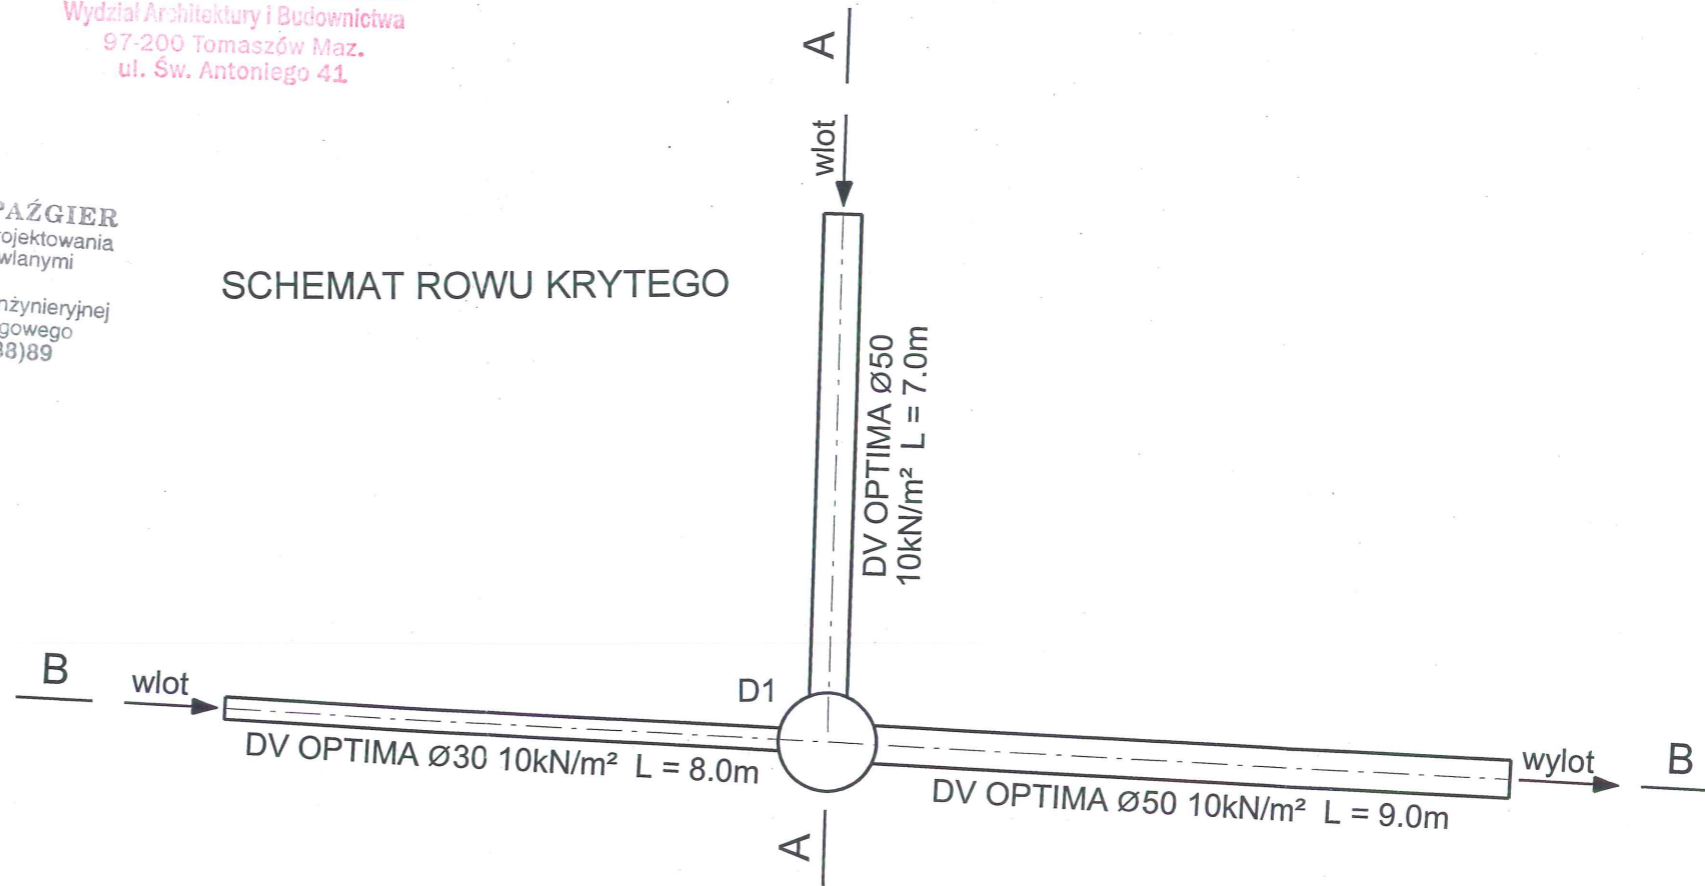 Wydział Architektury i Budownictwa
97-200 Tomaszów Maz.
ul. Św. Antoniego 41
PAŹGIER
ojektowania
wlanymi
nżynieryjnej
gowego
88)89
SCHEMAT ROWU KRYTEGO
A
wlot
DV OPTIMA Ø50
10kN/m² L = 7.0m
B
wlot
D1
DV OPTIMA Ø30 10kN/m² L = 8.0m
DV OPTIMA Ø50 10kN/m² L = 9.0m
wylot
B
A